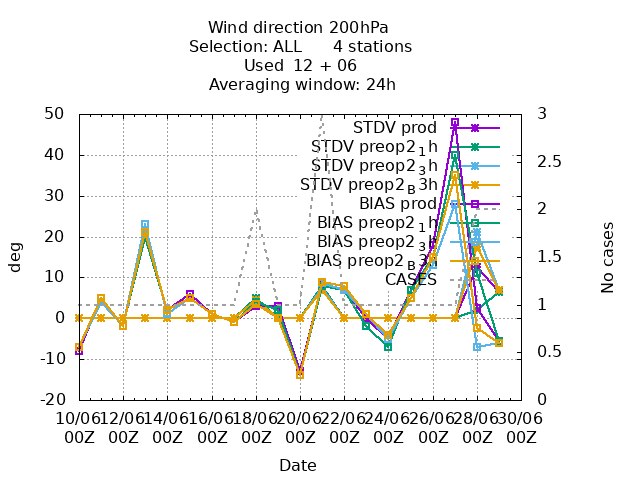 Wind direction 200hPa
Selection: ALL 4 stations
Used 12 + 06
Averaging window: 24h
50
40
30
20
10
0
-10
-20
deg
3
2.5
2
1.5
1
0.5
0
No cases
STDV prod
STDV preop2_1h
STDV preop2_3h
STDV preop2_B3h
BIAS prod
BIAS preop2_1h
BIAS preop2_3h
BIAS preop2_B3h
CASES
10/06 12/06 14/06 16/06 18/06 20/06 22/06 24/06 26/06 28/06 30/06
00Z 00Z 00Z 00Z 00Z 00Z 00Z 00Z 00Z 00Z 00Z
Date